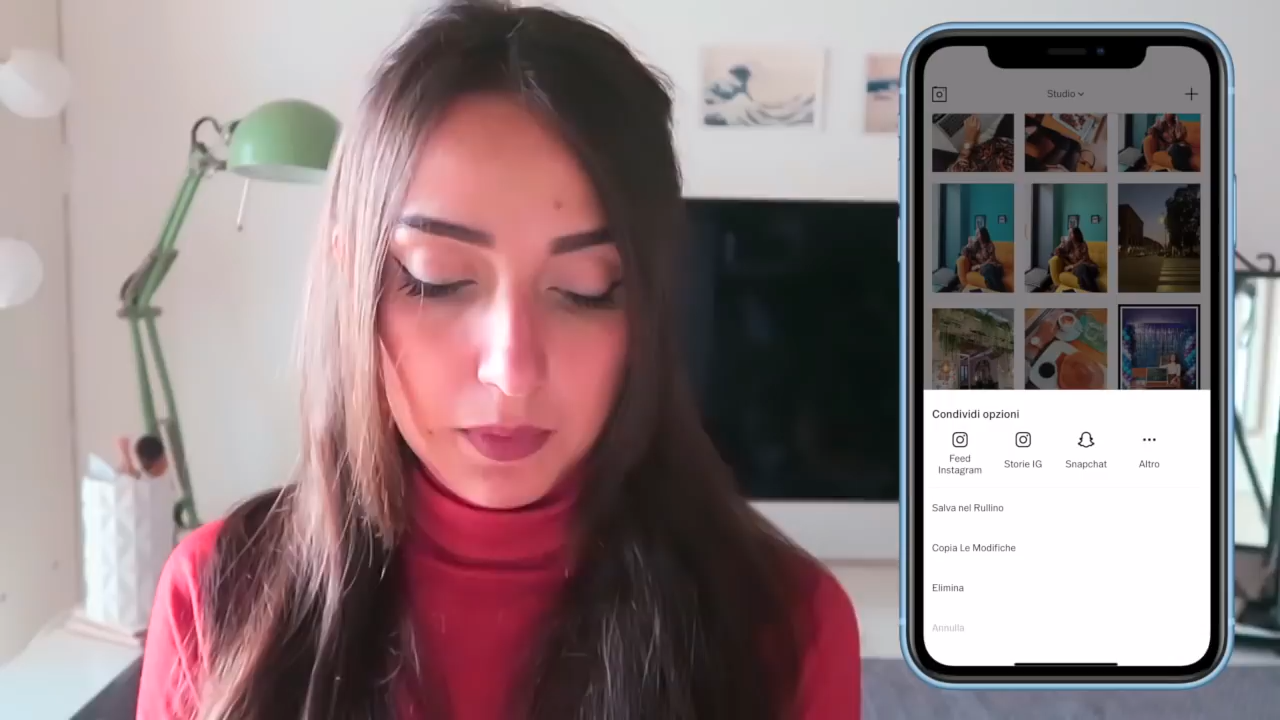 Studio
Condividi opzioni
Feed
Instagram
Storie IG
Snapchat
Altro
Salva nel Rullino
Copia Le Modifiche
Elimina
Annulla